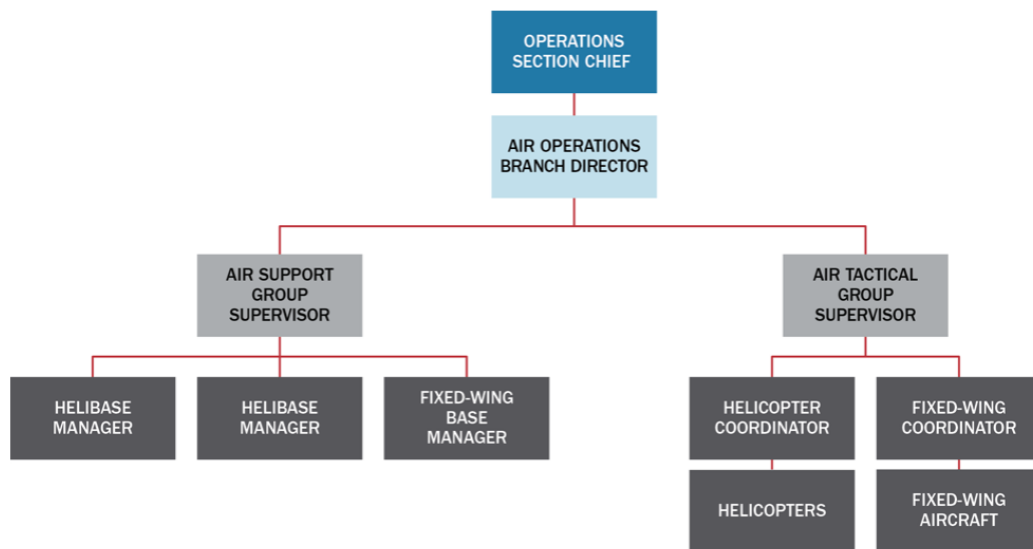 OPERATIONS
SECTION CHIEF
AIR OPERATIONS
BRANCH DIRECTOR
AIR SUPPORT
GROUP
SUPERVISOR
AIR TACTICAL
GROUP
SUPERVISOR
HELIBASE
MANAGER
HELIBASE
MANAGER
FIXED-WING
BASE
MANAGER
HELICOPTER
COORDINATOR
FIXED-WING
COORDINATOR
HELICOPTERS
FIXED-WING
AIRCRAFT